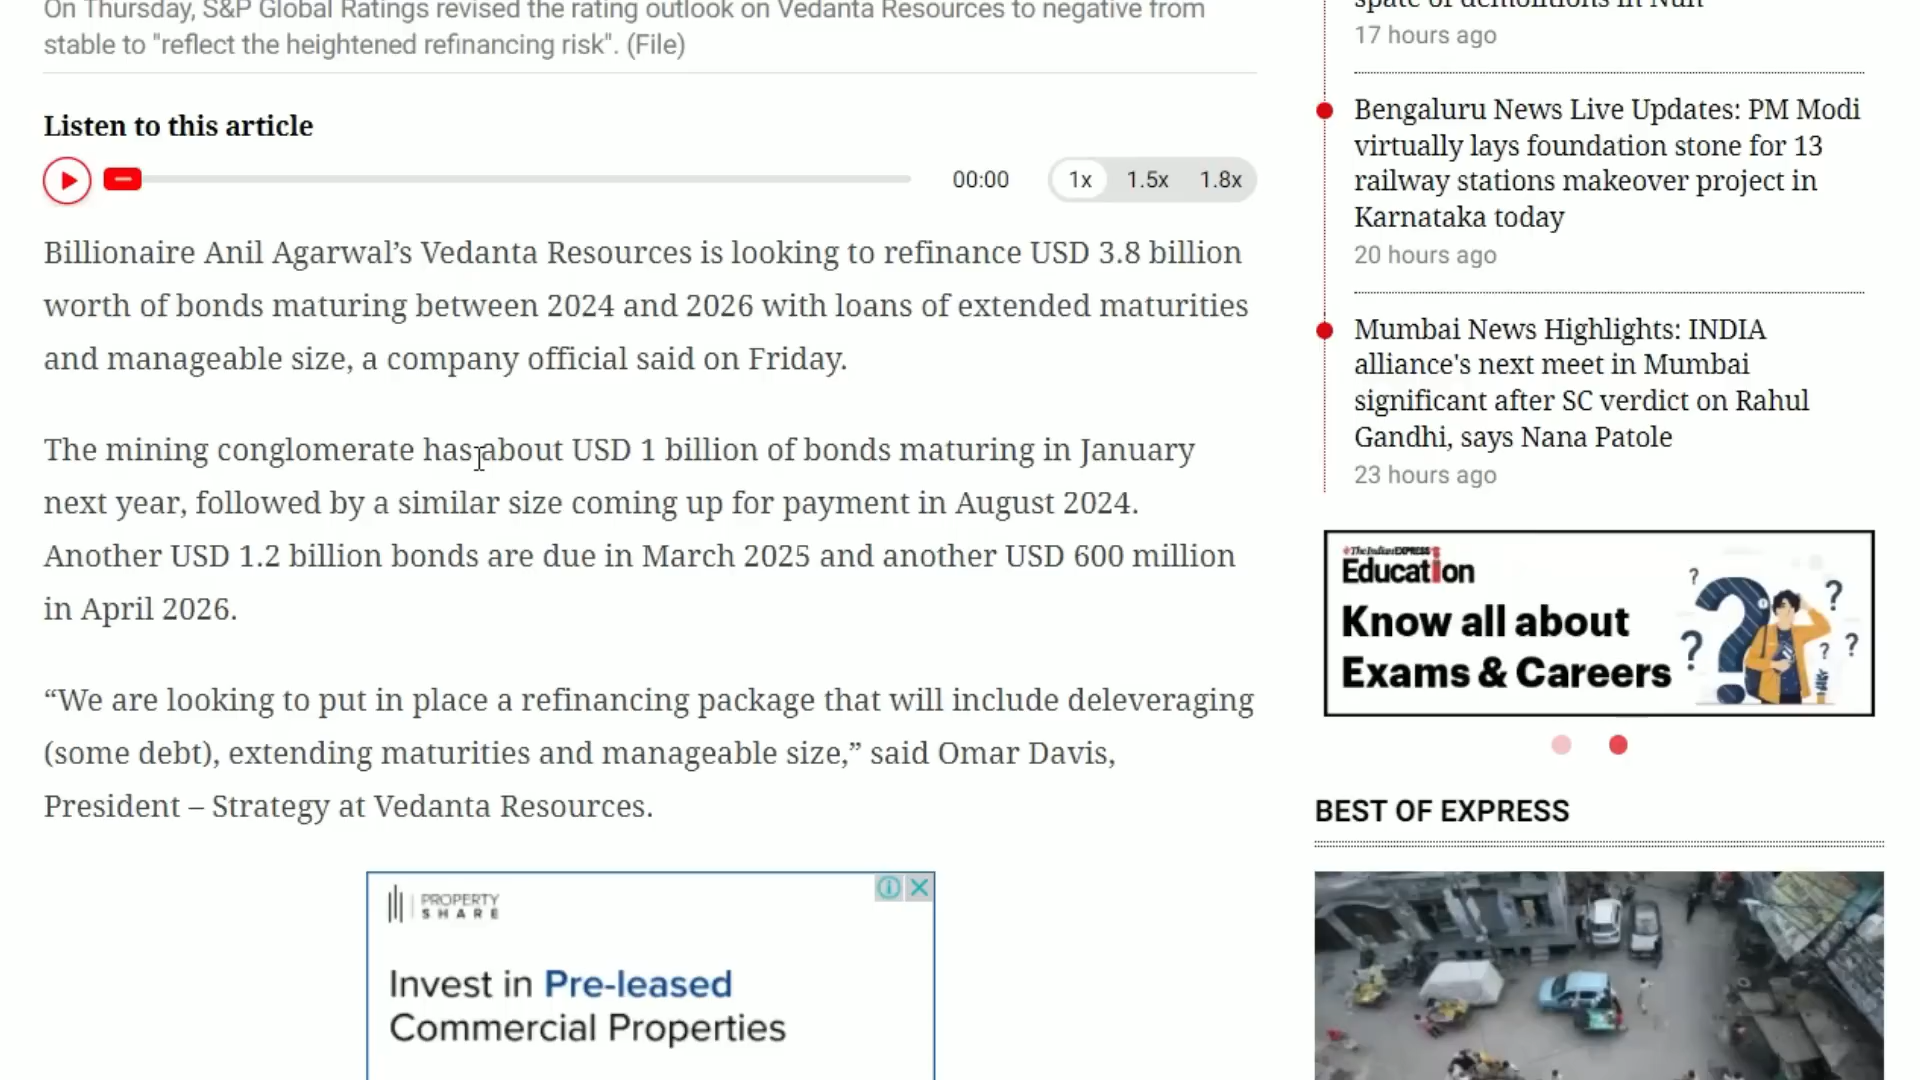 On Thursday, S&P Global Ratings revised the rating outlook on Vedanta Resources to negative from
stable to "reflect the heightened refinancing risk". (File)
Listen to this article
00:00
1x 1.5x 1.8x
Billionaire Anil Agarwal’s Vedanta Resources is looking to refinance USD 3.8 billion
worth of bonds maturing between 2024 and 2026 with loans of extended maturities
and manageable size, a company official said on Friday.
The mining conglomerate has about USD 1 billion of bonds maturing in January
next year, followed by a similar size coming up for payment in August 2024.
Another USD 1.2 billion bonds are due in March 2025 and another USD 600 million
in April 2026.
“We are looking to put in place a refinancing package that will include deleveraging
(some debt), extending maturities and manageable size,” said Omar Davis,
President – Strategy at Vedanta Resources.
PROPERTY
SHARE
Invest in Pre-leased
Commercial Properties
spate of demolitions in Nuh
17 hours ago
Bengaluru News Live Updates: PM Modi
virtually lays foundation stone for 13
railway stations makeover project in
Karnataka today
20 hours ago
Mumbai News Highlights: INDIA
alliance's next meet in Mumbai
significant after SC verdict on Rahul
Gandhi, says Nana Patole
23 hours ago
The Indian EXPRESS
Education
Know all about
Exams & Careers
BEST OF EXPRESS